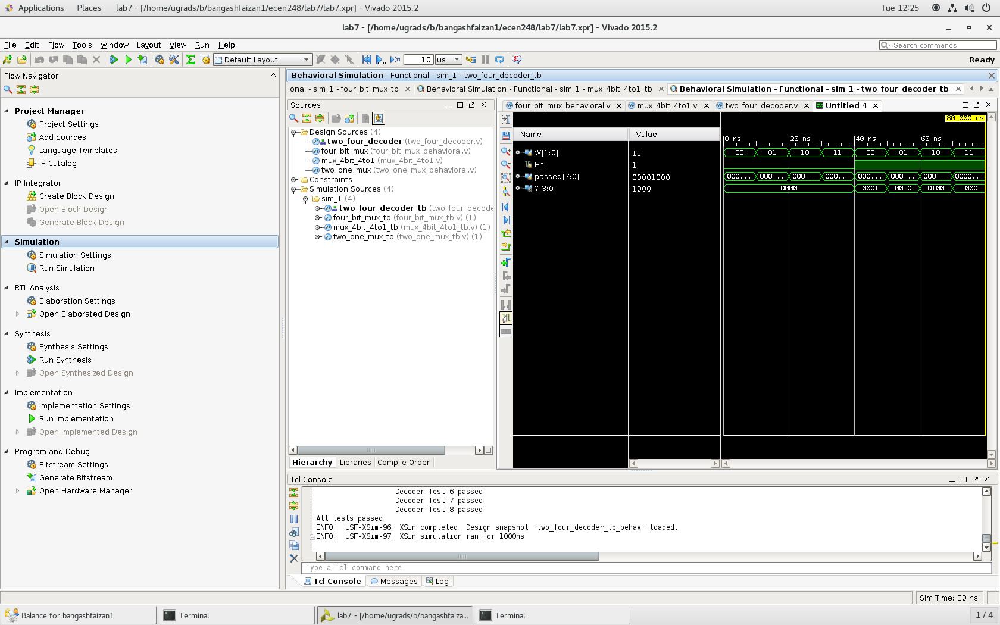 Applications Places lab7 - [/home/ugrads/b/bangashfaizan1/ecen248/lab7/lab7.xpr] - Vivado 2015.2 Tue 12:25
lab7 - [/home/ugrads/b/bangashfaizan1/ecen248/lab7/lab7.xpr] - Vivado 2015.2
File Edit Flow Tools Window Layout View Run Help
Search commands
Default Layout 10 us Ready
Flow Navigator
Project Manager
Project Settings
Add Sources
Language Templates
IP Catalog
IP Integrator
Create Block Design
Open Block Design
Generate Block Design
Simulation
Simulation Settings
Run Simulation
RTL Analysis
Elaboration Settings
Open Elaborated Design
Synthesis
Synthesis Settings
Run Synthesis
Open Synthesized Design
Implementation
Implementation Settings
Run Implementation
Open Implemented Design
Program and Debug
Bitstream Settings
Generate Bitstream
Open Hardware Manager
Behavioral Simulation - Functional - sim_1 - two_four_decoder_tb
ional - sim_1 - four_bit_mux_tb Behavioral Simulation - Functional - sim_1 - mux_4bit_4to1_tb Behavioral Simulation - Functional - sim_1 - two_four_decoder_tb
Sources
Design Sources (4)
two_four_decoder (two_four_decoder.v)
four_bit_mux (four_bit_mux_behavioral.v)
mux_4bit_4to1 (mux_4bit_4to1.v)
two_one_mux (two_one_mux_behavioral.v)
Constraints
Simulation Sources (4)
sim_1 (4)
two_four_decoder_tb (two_four_decode
four_bit_mux_tb (four_bit_mux_tb.v) (1)
mux_4bit_4to1_tb (mux_4bit_4to1_tb.v) (1)
two_one_mux_tb (two_one_mux_tb.v) (1)
Hierarchy Libraries Compile Order
four_bit_mux_behavioral.v mux_4bit_4to1.v two_four_decoder.v Untitled 4
80.000 ns
Name Value
0 ns 20 ns 40 ns 60 ns
W[1:0] 11 00 01 10 11 00 01 10 11
En 1
passed[7:0] 00001000 000... 000... 000... 000... 000... 000... 000... 0000...
Y[3:0] 1000 0000 0001 0010 0100 1000
Tcl Console
Decoder Test 6 passed
Decoder Test 7 passed
Decoder Test 8 passed
All tests passed
INFO: [USF-XSim-96] XSim completed. Design snapshot 'two_four_decoder_tb_behav' loaded.
INFO: [USF-XSim-97] XSim simulation ran for 1000ns
Type a Tcl command here
Tcl Console Messages Log
Sim Time: 80 ns
Balance for bangashfaizan1 Terminal lab7 - [/home/ugrads/b/bangashfaiza... Terminal 1 / 4